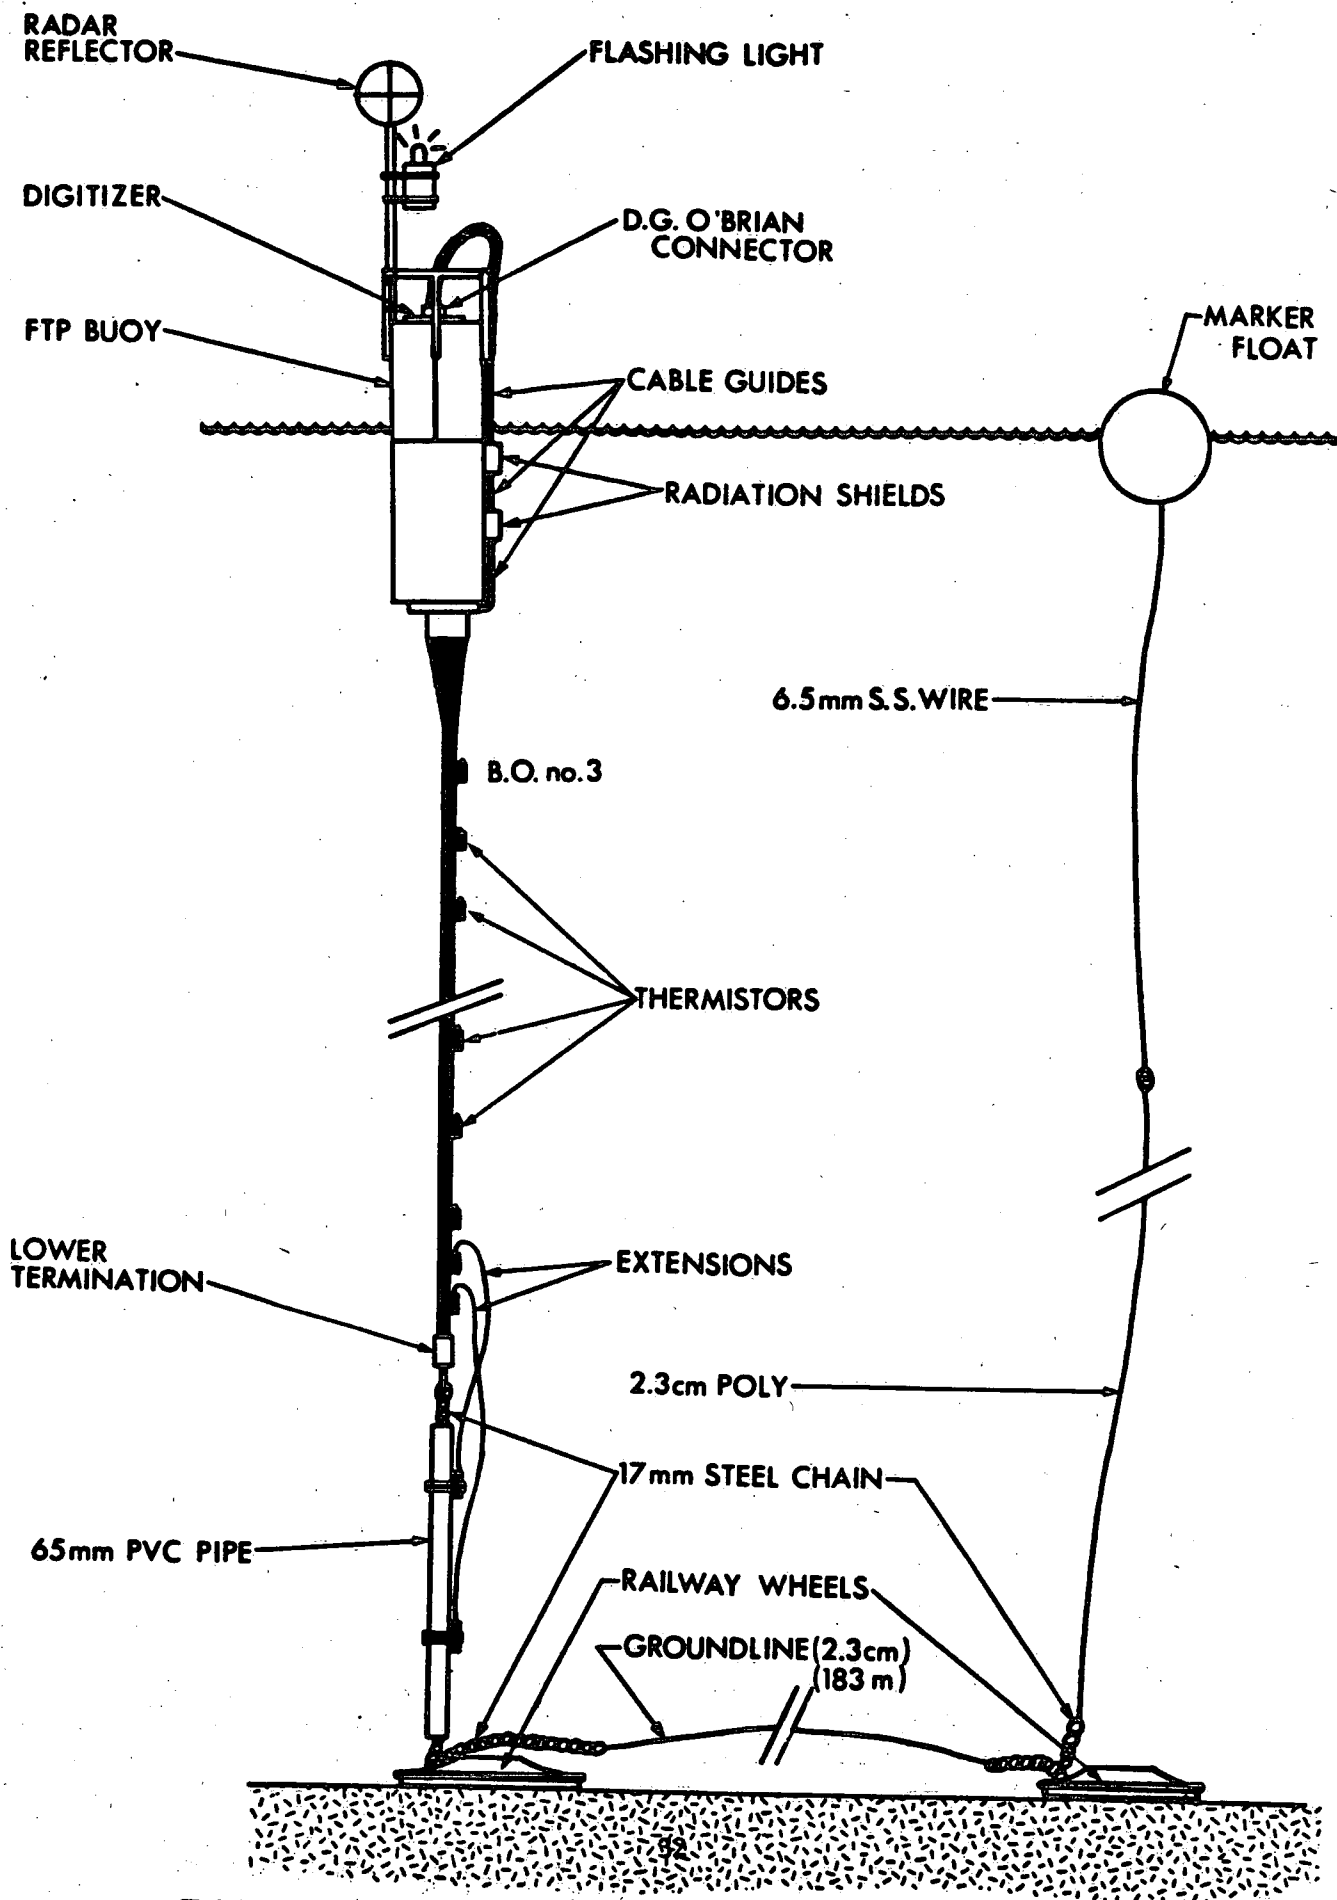 RADAR
REFLECTOR
FLASHING LIGHT
DIGITIZER
D.G. O'BRIAN
CONNECTOR
FTP BUOY
MARKER
FLOAT
CABLE GUIDES
RADIATION SHIELDS
6.5mm S.S. WIRE
B.O. no.3
THERMISTORS
LOWER
TERMINATION
EXTENSIONS
2.3cm POLY
17mm STEEL CHAIN
65mm PVC PIPE
RAILWAY WHEELS
GROUNDLINE (2.3cm)
(183 m)
92